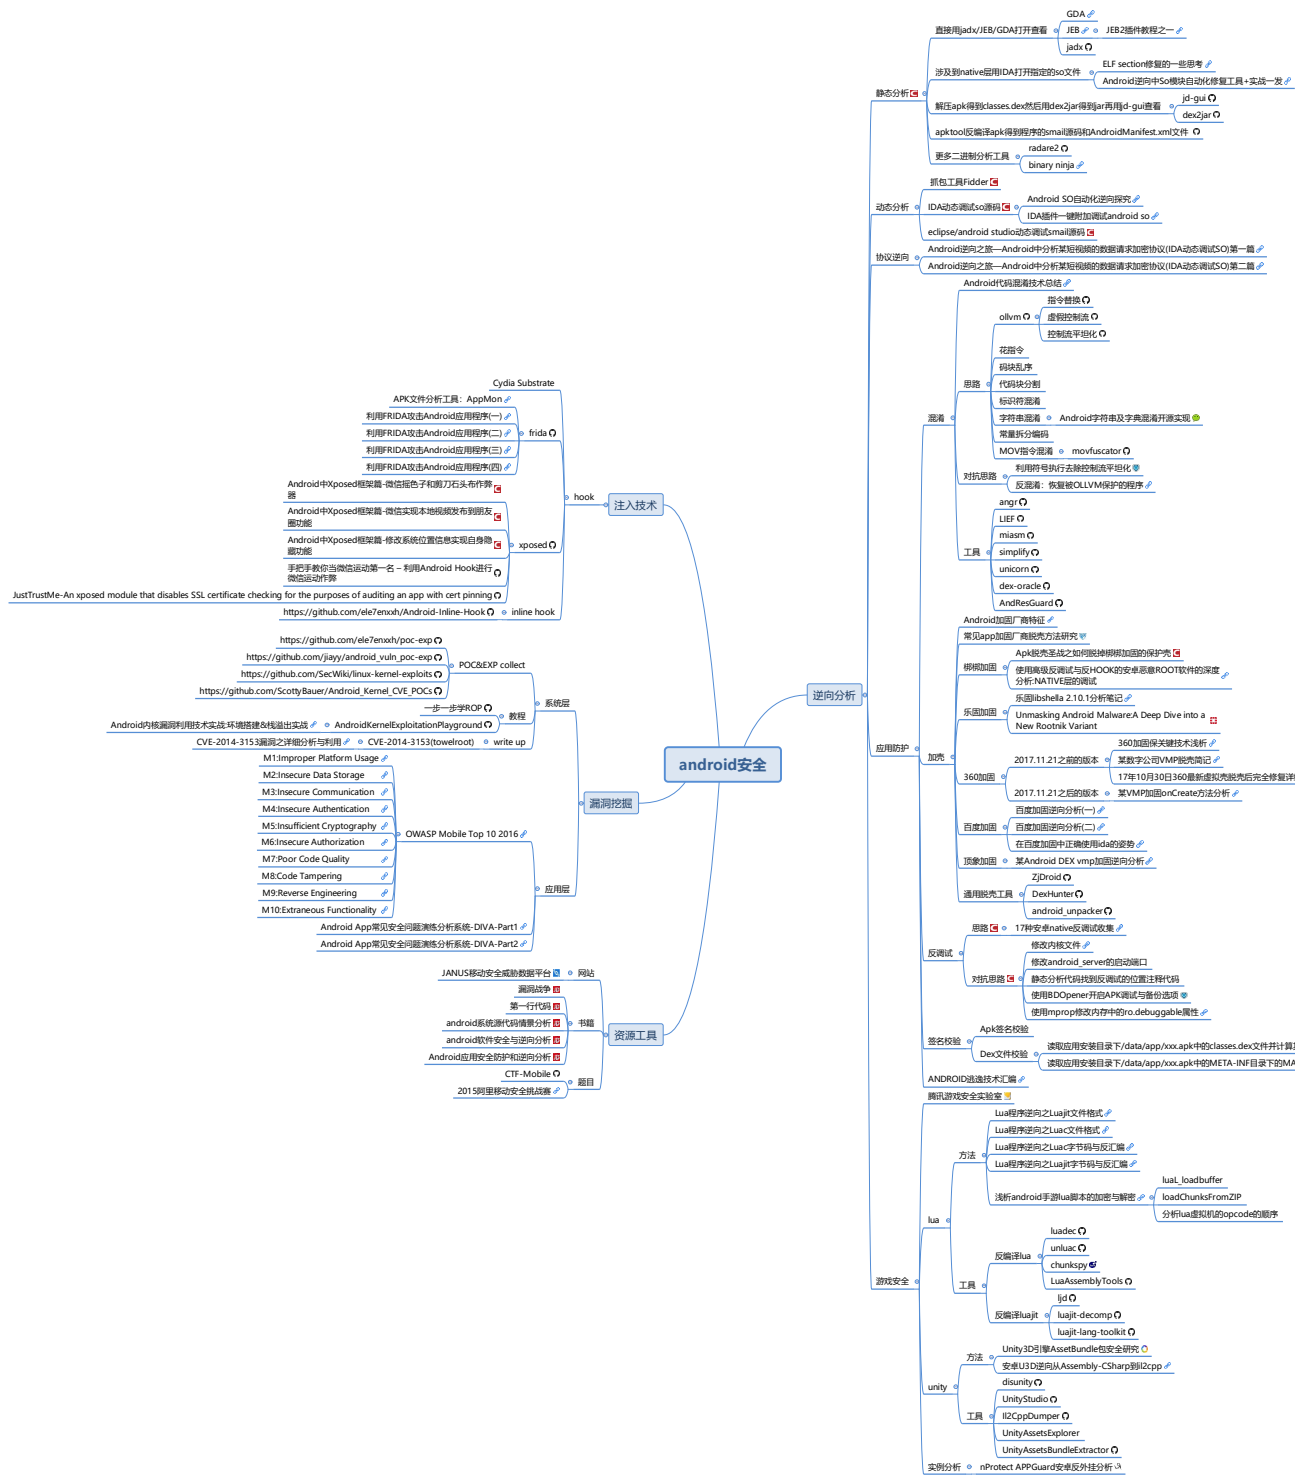 android安全
注入技术
hook
Cydia Substrate
frida
APK文件分析工具：AppMon
利用FRIDA攻击Android应用程序(一)
利用FRIDA攻击Android应用程序(二)
利用FRIDA攻击Android应用程序(三)
利用FRIDA攻击Android应用程序(四)
xposed
Android中Xposed框架篇-微信摇色子和剪刀石头布作弊
器
Android中Xposed框架篇-微信实现本地视频发布到朋友
圈功能
Android中Xposed框架篇-修改系统位置信息实现自身隐
藏功能
手把手教你当微信运动第一名 – 利用Android Hook进行
微信运动作弊
JustTrustMe-An xposed module that disables SSL certificate checking for the purposes of auditing an app with cert pinning
inline hook
https://github.com/ele7enxxh/Android-Inline-Hook
漏洞挖掘
系统层
POC&EXP collect
https://github.com/ele7enxxh/poc-exp
https://github.com/jiayy/android_vuln_poc-exp
https://github.com/SecWiki/linux-kernel-exploits
https://github.com/ScottyBauer/Android_Kernel_CVE_POCs
教程
一步一步学ROP
AndroidKernelExploitationPlayground
Android内核漏洞利用技术实战:环境搭建&栈溢出实战
write up
CVE-2014-3153(towelroot)
CVE-2014-3153漏洞之详细分析与利用
应用层
OWASP Mobile Top 10 2016
M1:Improper Platform Usage
M2:Insecure Data Storage
M3:Insecure Communication
M4:Insecure Authentication
M5:Insufficient Cryptography
M6:Insecure Authorization
M7:Poor Code Quality
M8:Code Tampering
M9:Reverse Engineering
M10:Extraneous Functionality
Android App常见安全问题演练分析系统-DIVA-Part1
Android App常见安全问题演练分析系统-DIVA-Part2
资源工具
网站
JANUS移动安全威胁数据平台
书籍
漏洞战争
第一行代码
android系统源代码情景分析
android软件安全与逆向分析
Android应用安全防护和逆向分析
题目
CTF-Mobile
2015阿里移动安全挑战赛
逆向分析
静态分析
直接用jadx/JEB/GDA打开查看
GDA
JEB
JEB2插件教程之一
jadx
涉及到native层用IDA打开指定的so文件
ELF section修复的一些思考
Android逆向中So模块自动化修复工具+实战一发
解压apk得到classes.dex然后用dex2jar得到jar再用jd-gui查看
jd-gui
dex2jar
apktool反编译apk得到程序的smail源码和AndroidManifest.xml文件
更多二进制分析工具
radare2
binary ninja
动态分析
抓包工具Fidder
IDA动态调试so源码
Android SO自动化逆向探究
IDA插件一键附加调试android so
eclipse/android studio动态调试smail源码
协议逆向
Android逆向之旅—Android中分析某短视频的数据请求加密协议(IDA动态调试SO)第一篇
Android逆向之旅—Android中分析某短视频的数据请求加密协议(IDA动态调试SO)第二篇
应用防护
混淆
Android代码混淆技术总结
思路
ollvm
指令替换
虚假控制流
控制流平坦化
花指令
码块乱序
代码块分割
标识符混淆
字符串混淆
Android字符串及字典混淆开源实现
常量拆分编码
MOV指令混淆
movfuscator
对抗思路
利用符号执行去除控制流平坦化
反混淆：恢复被OLLVM保护的程序
工具
angr
LIEF
miasm
simplify
unicorn
dex-oracle
AndResGuard
加壳
Android加固厂商特征
常见app加固厂商脱壳方法研究
梆梆加固
Apk脱壳圣战之如何脱掉梆梆加固的保护壳
使用高级反调试与反HOOK的安卓恶意ROOT软件的深度
分析:NATIVE层的调试
乐固加固
乐固libshella 2.10.1分析笔记
Unmasking Android Malware:A Deep Dive into a
New Rootnik Variant
360加固
2017.11.21之前的版本
360加固保关键技术浅析
某数字公司VMP脱壳简记
17年10月30日360最新虚拟壳脱壳后完全修复详
2017.11.21之后的版本
某VMP加固onCreate方法分析
百度加固
百度加固逆向分析(一)
百度加固逆向分析(二)
在百度加固中正确使用ida的姿势
顶象加固
某Android DEX vmp加固逆向分析
通用脱壳工具
ZjDroid
DexHunter
android_unpacker
反调试
思路
17种安卓native反调试收集
对抗思路
修改内核文件
修改android_server的启动端口
静态分析代码找到反调试的位置注释代码
使用BDOpener开启APK调试与备份选项
使用mprop修改内存中的ro.debuggable属性
签名校验
Apk签名校验
Dex文件校验
读取应用安装目录下/data/app/xxx.apk中的classes.dex文件并计算
读取应用安装目录下/data/app/xxx.apk中的META-INF目录下的MA
ANDROID逃逸技术汇编
游戏安全
腾讯游戏安全实验室
lua
方法
Lua程序逆向之Luajit文件格式
Lua程序逆向之Luac文件格式
Lua程序逆向之Luac字节码与反汇编
Lua程序逆向之Luajit字节码与反汇编
浅析android手游lua脚本的加密与解密
luaL_loadbuffer
loadChunksFromZIP
分析lua虚拟机的opcode的顺序
工具
反编译lua
luadec
unluac
chunkspy
LuaAssemblyTools
反编译luajit
ljd
luajit-decomp
luajit-lang-toolkit
unity
方法
Unity3D引擎AssetBundle包安全研究
安卓U3D逆向从Assembly-CSharp到il2cpp
工具
disunity
UnityStudio
Il2CppDumper
UnityAssetsExplorer
UnityAssetsBundleExtractor
实例分析
nProtect APPGuard安卓反外挂分析